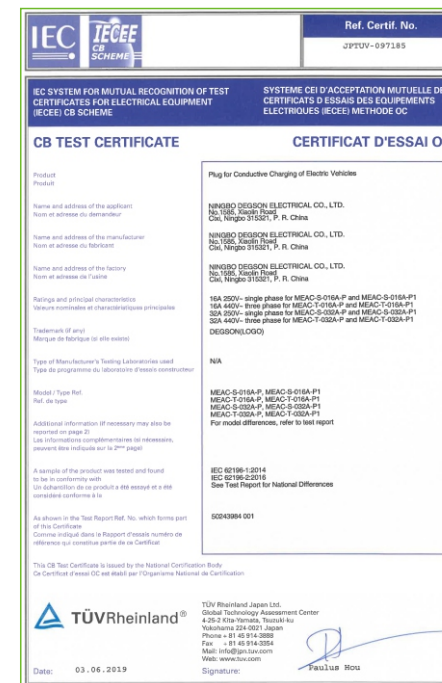 IEC IECEE
CB
SCHEME
Ref. Certif. No.
JPTUV-097185
IEC SYSTEM FOR MUTUAL RECOGNITION OF TEST
CERTIFICATES FOR ELECTRICAL EQUIPMENT
(IECEE) CB SCHEME
SYSTEME CEI D'ACCEPTATION MUTUELLE DE
CERTIFICATS D'ESSAIS DES EQUIPEMENTS
ELECTRIQUES (IECEE) METHODE OC
CB TEST CERTIFICATE
CERTIFICAT D'ESSAI O
Product
Produit
Plug for Conductive Charging of Electric Vehicles
Name and address of the applicant
Nom et adresse du demandeur
NINGBO DEGSON ELECTRICAL CO., LTD.
No.1585, Xiaolin Road
Cixi, Ningbo 315321, P. R. China
Name and address of the manufacturer
Nom et adresse du fabricant
NINGBO DEGSON ELECTRICAL CO., LTD.
No.1585, Xiaolin Road
Cixi, Ningbo 315321, P. R. China
Name and address of the factory
Nom et adresse de l'usine
NINGBO DEGSON ELECTRICAL CO., LTD.
No.1585, Xiaolin Road
Cixi, Ningbo 315321, P. R. China
Ratings and principal characteristics
Valeurs nominales et caractéristiques principales
16A 250V~ single phase for MEAC-S-016A-P and MEAC-S-016A-P1
16A 440V~ three phase for MEAC-T-016A-P and MEAC-T-016A-P1
32A 250V~ single phase for MEAC-S-032A-P and MEAC-S-032A-P1
32A 440V~ three phase for MEAC-T-032A-P and MEAC-T-032A-P1
Trademark (if any)
Marque de fabrique (si elle existe)
DEGSON(LOGO)
Type of Manufacturer's Testing Laboratories used
Type de programme du laboratoire d'essais constructeur
N/A
Model / Type Ref.
Ref. de type
MEAC-S-016A-P, MEAC-S-016A-P1
MEAC-T-016A-P, MEAC-T-016A-P1
MEAC-S-032A-P, MEAC-S-032A-P1
MEAC-T-032A-P, MEAC-T-032A-P1
For model differences, refer to test report
Additional information (if necessary may also be
reported on page 2)
Les informations complémentaires (si nécessaire,
peuvent être indiqués sur la 2ème page)
A sample of the product was tested and found
to be in conformity with
Un échantillon de ce produit a été essayé et a été
considéré conforme à la
IEC 62196-1:2014
IEC 62196-2:2016
See Test Report for National Differences
As shown in the Test Report Ref. No. which forms part
of this Certificate
Comme indiqué dans le Rapport d'essais numéro de
référence qui constitue partie de ce Certificat
50243984 001
This CB Test Certificate is issued by the National Certification Body
Ce Certificat d'essai OC est établi par l'Organisme National de Certification
TÜVRheinland®
TÜV Rheinland Japan Ltd.
Global Technology Assessment Center
4-25-2 Kita-Yamata, Tsuzuki-ku
Yokohama 224-0021 Japan
Phone + 81 45 914-3888
Fax + 81 45 914-3354
Mail: info@jpn.tuv.com
Web: www.tuv.com
Date: 03.06.2019
Signature: Paulus Hou